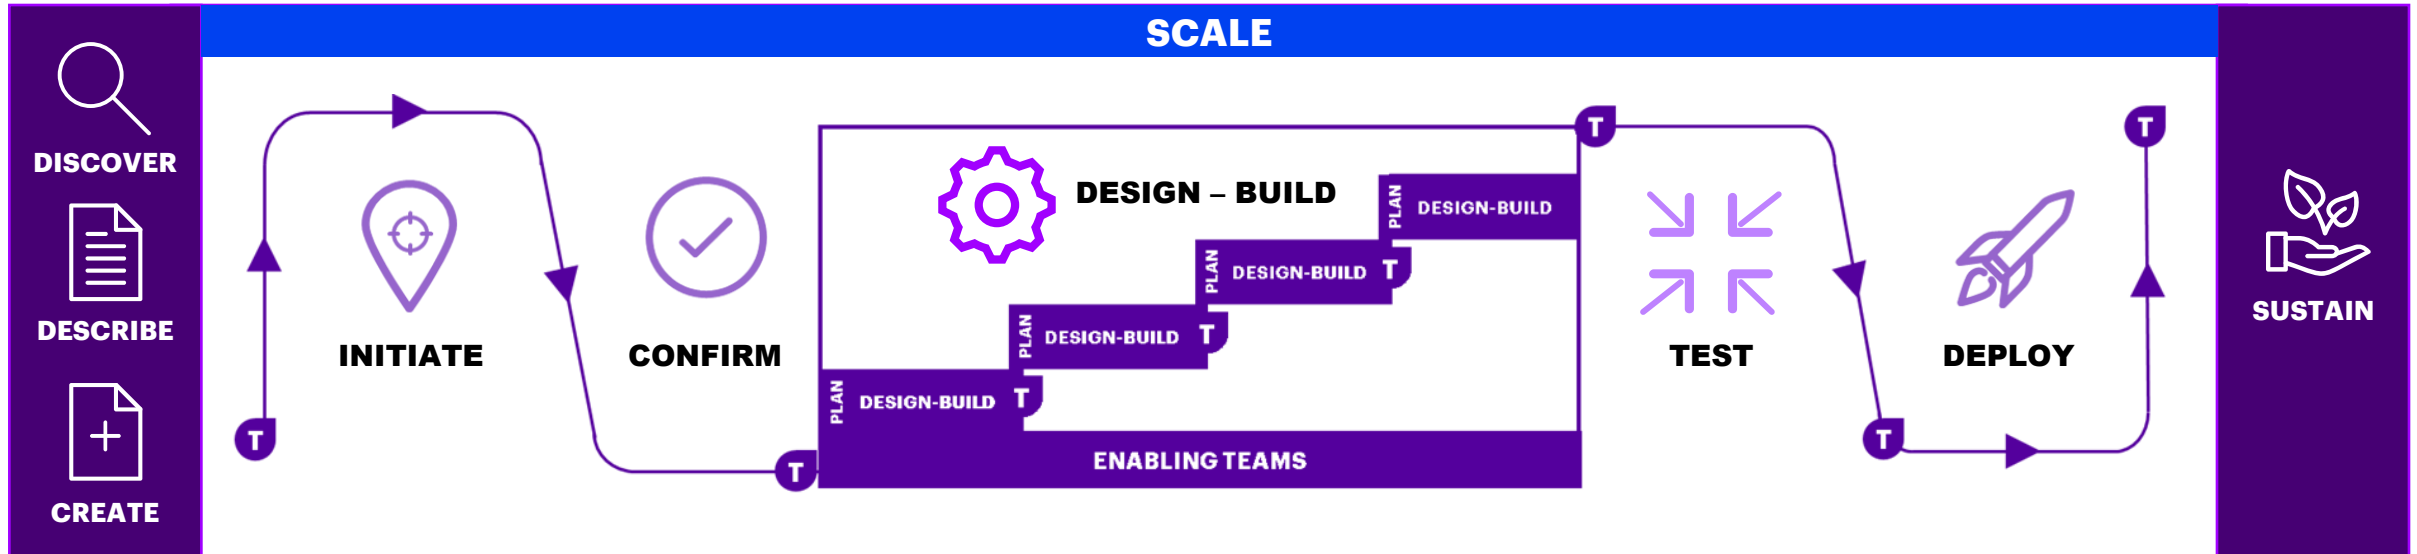 SCALE
DISCOVER
DESCRIBE
CREATE
T
INITIATE
CONFIRM
T
DESIGN – BUILD
PLAN
DESIGN-BUILD
T
PLAN
DESIGN-BUILD
T
PLAN
DESIGN-BUILD
T
PLAN
DESIGN-BUILD
ENABLING TEAMS
T
TEST
T
DEPLOY
T
SUSTAIN